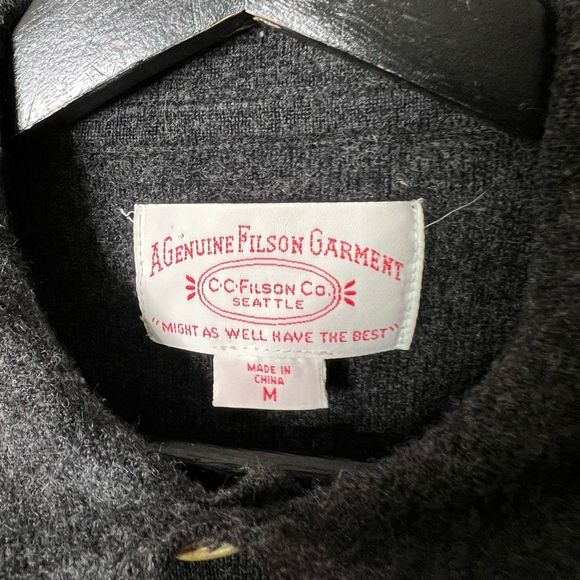 A GENUINE FILSON GARMENT
C·C·FILSON CO.
SEATTLE
"MIGHT AS WELL HAVE THE BEST"
MADE IN
CHINA
M